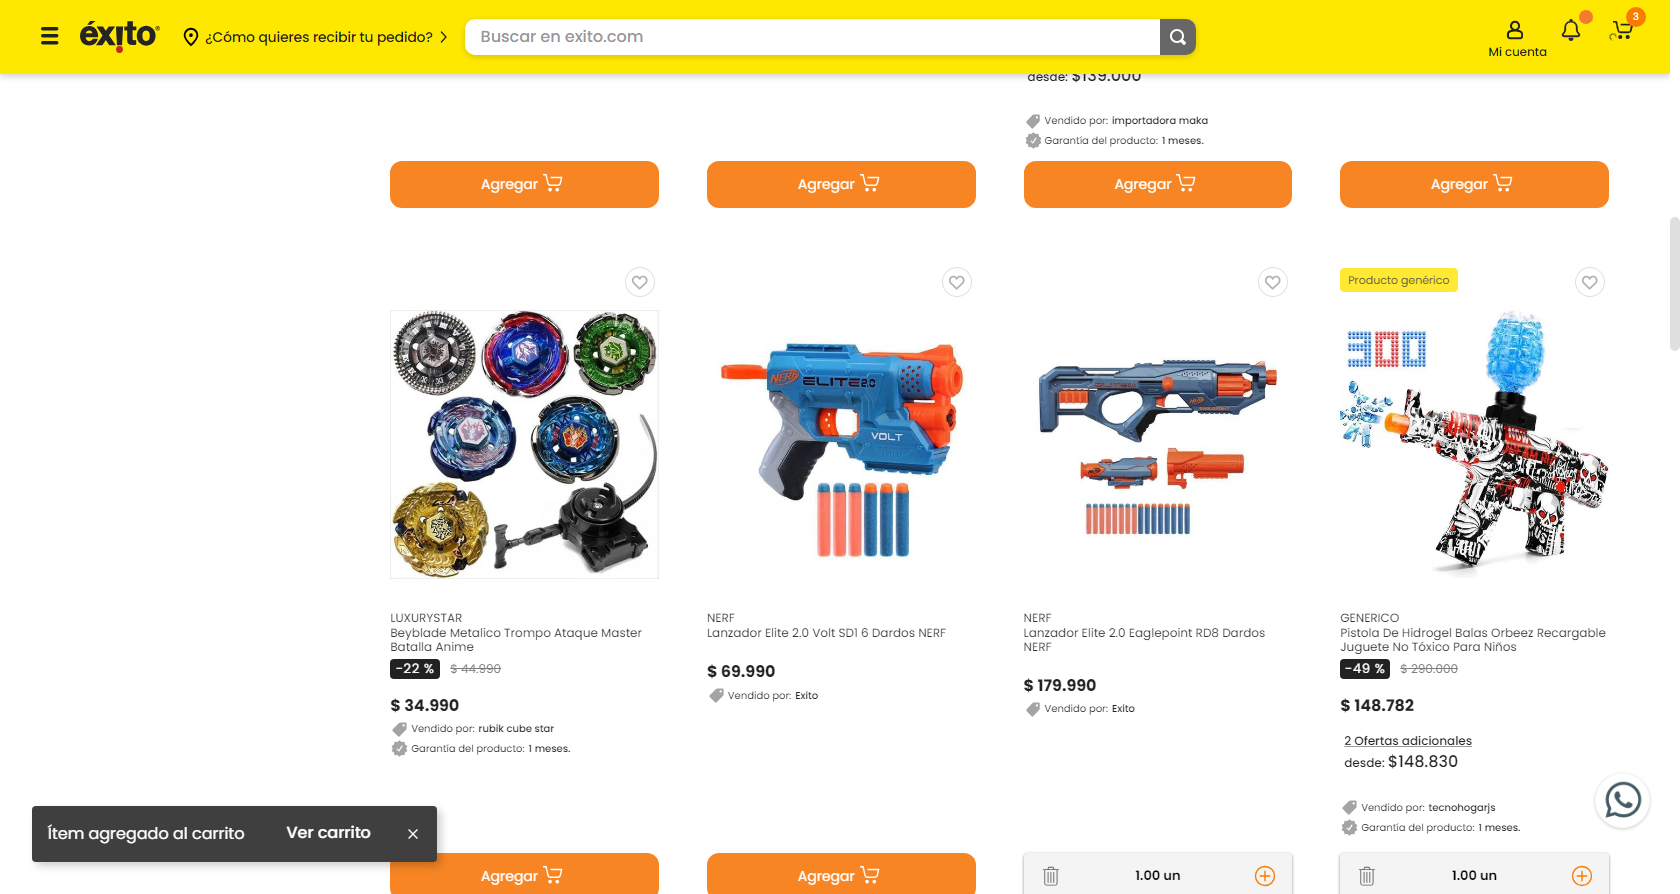 éxito
¿Cómo quieres recibir tu pedido?
Buscar en exito.com
Mi cuenta
3
desde: $139.000
Vendido por: importadora maka
Garantía del producto: 1 meses.
Agregar
Agregar
Agregar
Agregar
Producto genérico
NERF ELITE 2.0
VOLT
300
LUXURYSTAR
Beyblade Metalico Trompo Ataque Master
Batalla Anime
-22 % $ 44.990
$ 34.990
Vendido por: rubik cube star
Garantía del producto: 1 meses.
NERF
Lanzador Elite 2.0 Volt SD1 6 Dardos NERF
$ 69.990
Vendido por: Exito
NERF
Lanzador Elite 2.0 Eaglepoint RD8 Dardos
NERF
$ 179.990
Vendido por: Exito
GENERICO
Pistola De Hidrogel Balas Orbeez Recargable
Juguete No Tóxico Para Niños
-49 % $ 290.000
$ 148.782
2 Ofertas adicionales
desde: $148.830
Vendido por: tecnohogarjs
Garantía del producto: 1 meses.
Ítem agregado al carrito Ver carrito
Agregar
Agregar
1.00 un
1.00 un